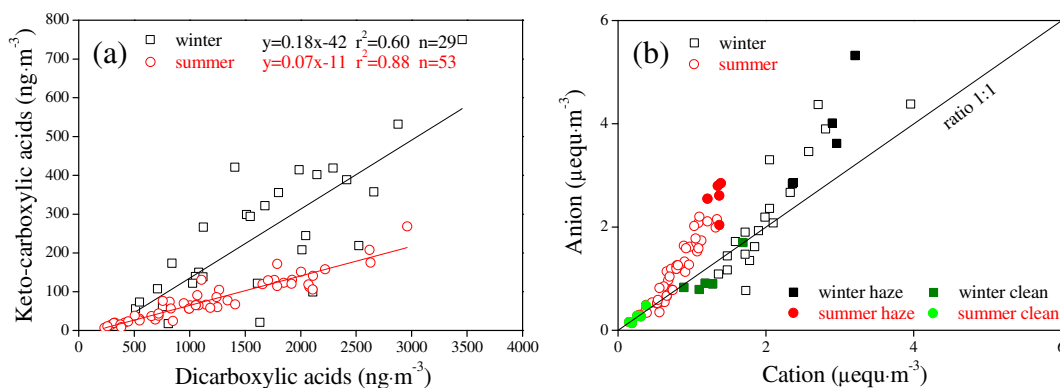 (a)
winter y=0.18x-42 r²=0.60 n=29
summer y=0.07x-11 r²=0.88 n=53
Keto-carboxylic acids (ng·m⁻³)
800
700
600
500
400
300
200
100
0
0 500 1000 1500 2000 2500 3000 3500 4000
Dicarboxylic acids (ng·m⁻³)
(b)
winter
summer
ratio 1:1
Anion (μequ·m⁻³)
6
4
2
0
winter haze winter clean
summer haze summer clean
0 2 4 6
Cation (μequ·m⁻³)